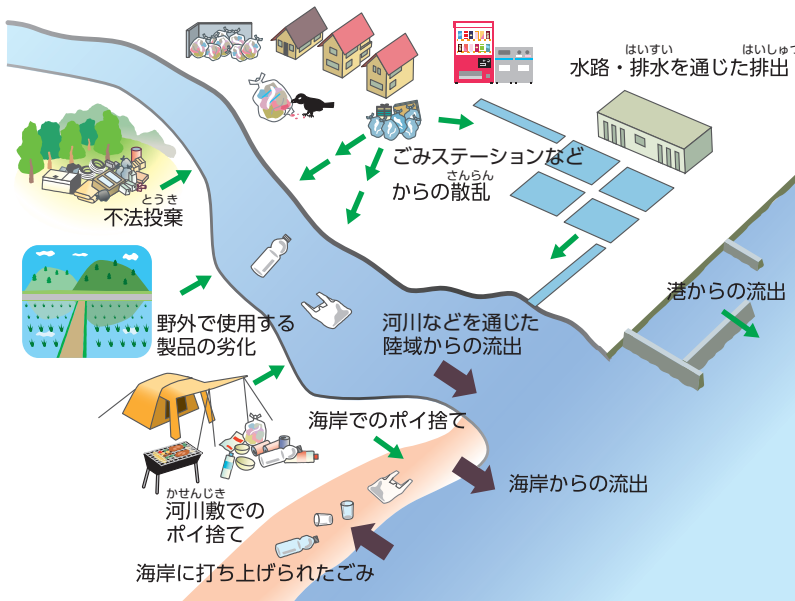 はいすい
はいしゅつ
水路・排水を通じた排出
ごみステーションなど
さんらん
からの散乱
とうき
不法投棄
港からの流出
野外で使用する
製品の劣化
河川などを通じた
陸域からの流出
海岸でのポイ捨て
海岸からの流出
かせんじき
河川敷での
ポイ捨て
海岸に打ち上げられたごみ